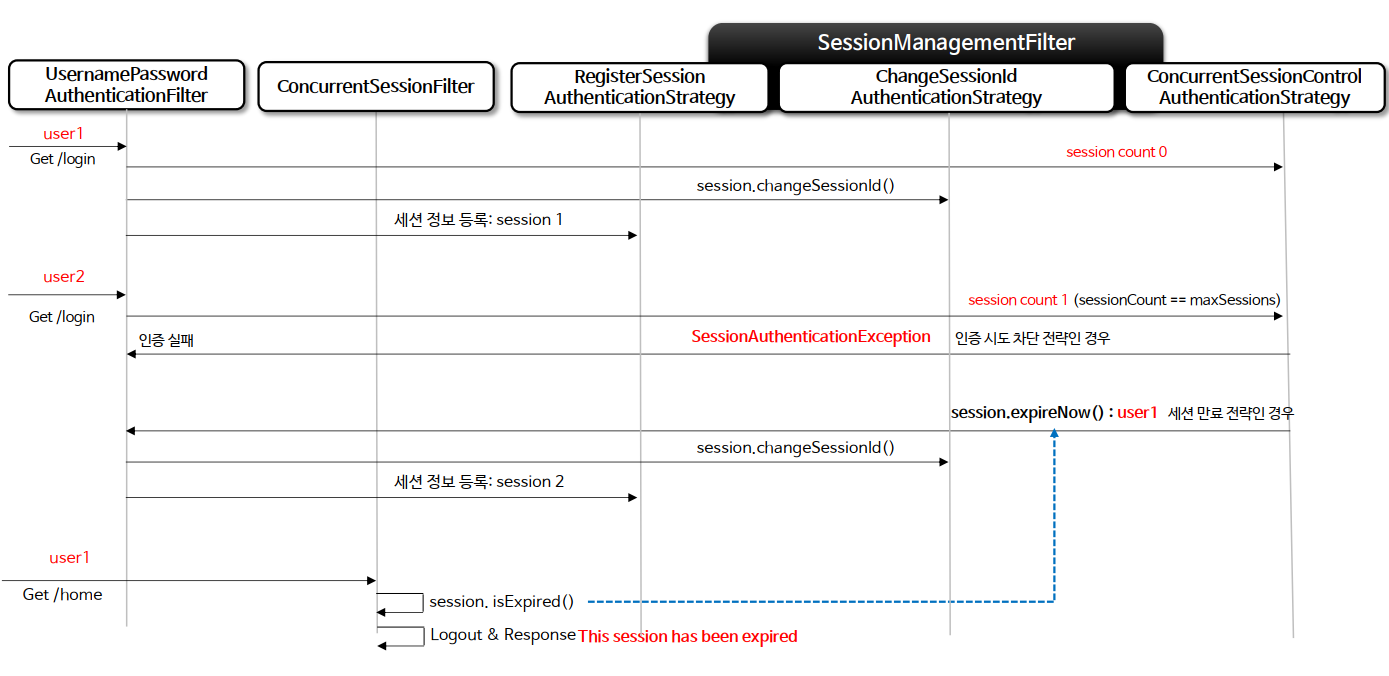 SessionManagementFilter
UsernamePassword
AuthenticationFilter
ConcurrentSessionFilter
RegisterSession
AuthenticationStrategy
ChangeSessionId
AuthenticationStrategy
ConcurrentSessionControl
AuthenticationStrategy
user1
Get /login
session count 0
session.changeSessionId()
세션 정보 등록: session 1
user2
Get /login
session count 1 (sessionCount == maxSessions)
인증 실패
SessionAuthenticationException 인증 시도 차단 전략인 경우
session.expireNow() : user1 세션 만료 전략인 경우
session.changeSessionId()
세션 정보 등록: session 2
user1
Get /home
session. isExpired()
Logout & Response This session has been expired